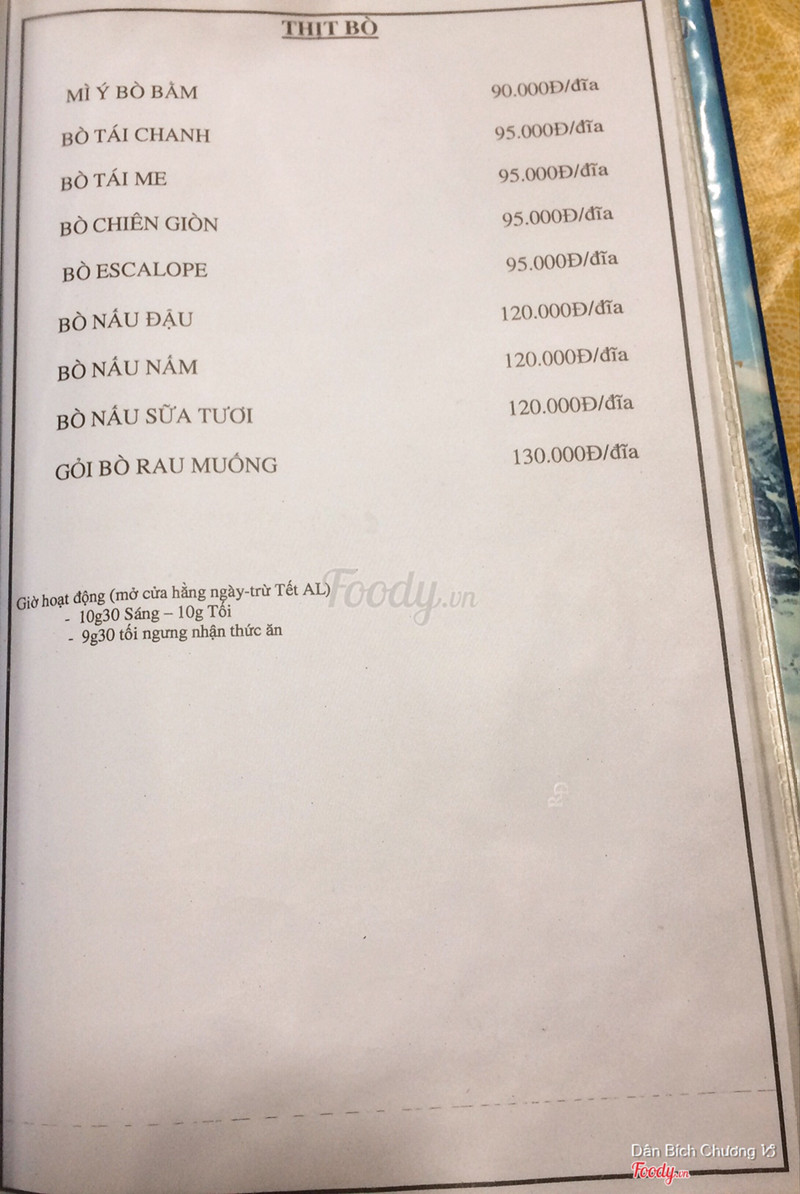 THỊT BÒ
MÌ Ý BÒ BẰM 90.000Đ/đĩa
BÒ TÁI CHANH 95.000Đ/đĩa
BÒ TÁI ME 95.000Đ/đĩa
BÒ CHIÊN GIÒN 95.000Đ/đĩa
BÒ ESCALOPE 95.000Đ/đĩa
BÒ NẤU ĐẬU 120.000Đ/đĩa
BÒ NẤU NẤM 120.000Đ/đĩa
BÒ NẤU SỮA TƯƠI 120.000Đ/đĩa
GỎI BÒ RAU MUỐNG 130.000Đ/đĩa
Giờ hoạt động (mở cửa hằng ngày-trừ Tết AL)
- 10g30 Sáng – 10g Tối
- 9g30 tối ngưng nhận thức ăn
Foody.vn
Dân Bích Chương
Foody.vn